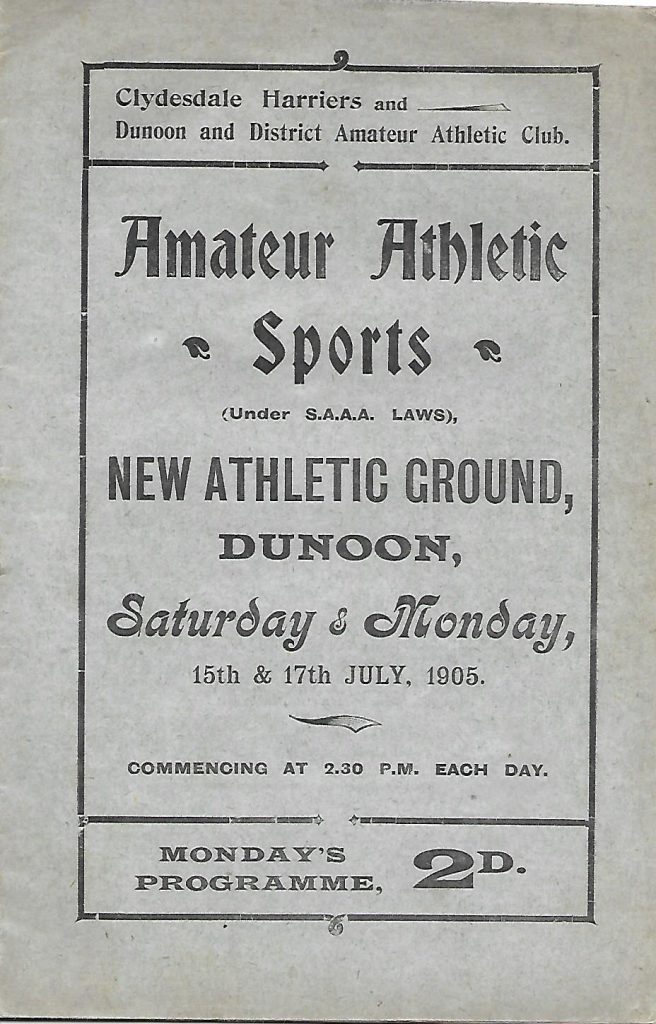 Clydesdale Harriers and
Dunoon and District Amateur Athletic Club.
Amateur Athletic
Sports
(Under S.A.A.A. LAWS),
NEW ATHLETIC GROUND,
DUNOON,
Saturday & Monday,
15th & 17th JULY, 1905.
COMMENCING AT 2.30 P.M. EACH DAY.
MONDAY'S
PROGRAMME, 2D.